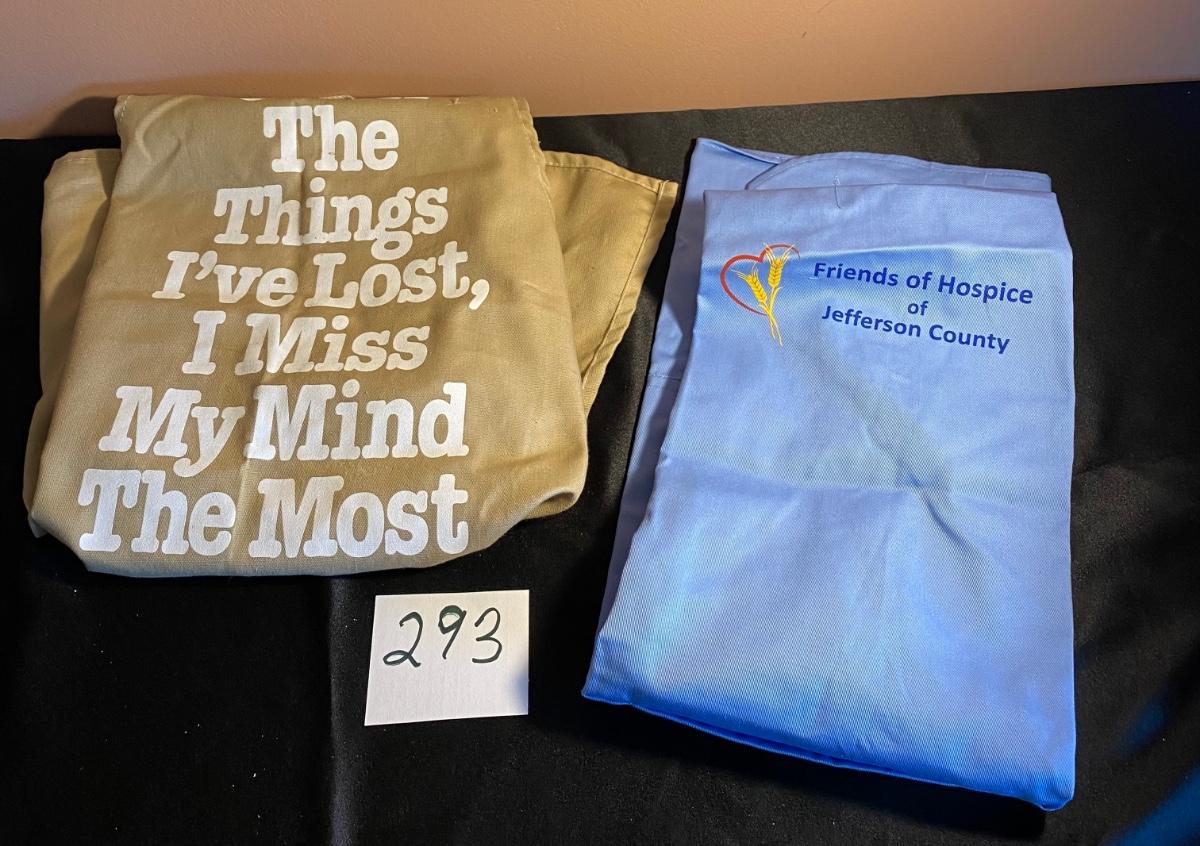 The
Things
I've Lost,
I Miss
My Mind
The Most
Friends of Hospice
of
Jefferson County
293